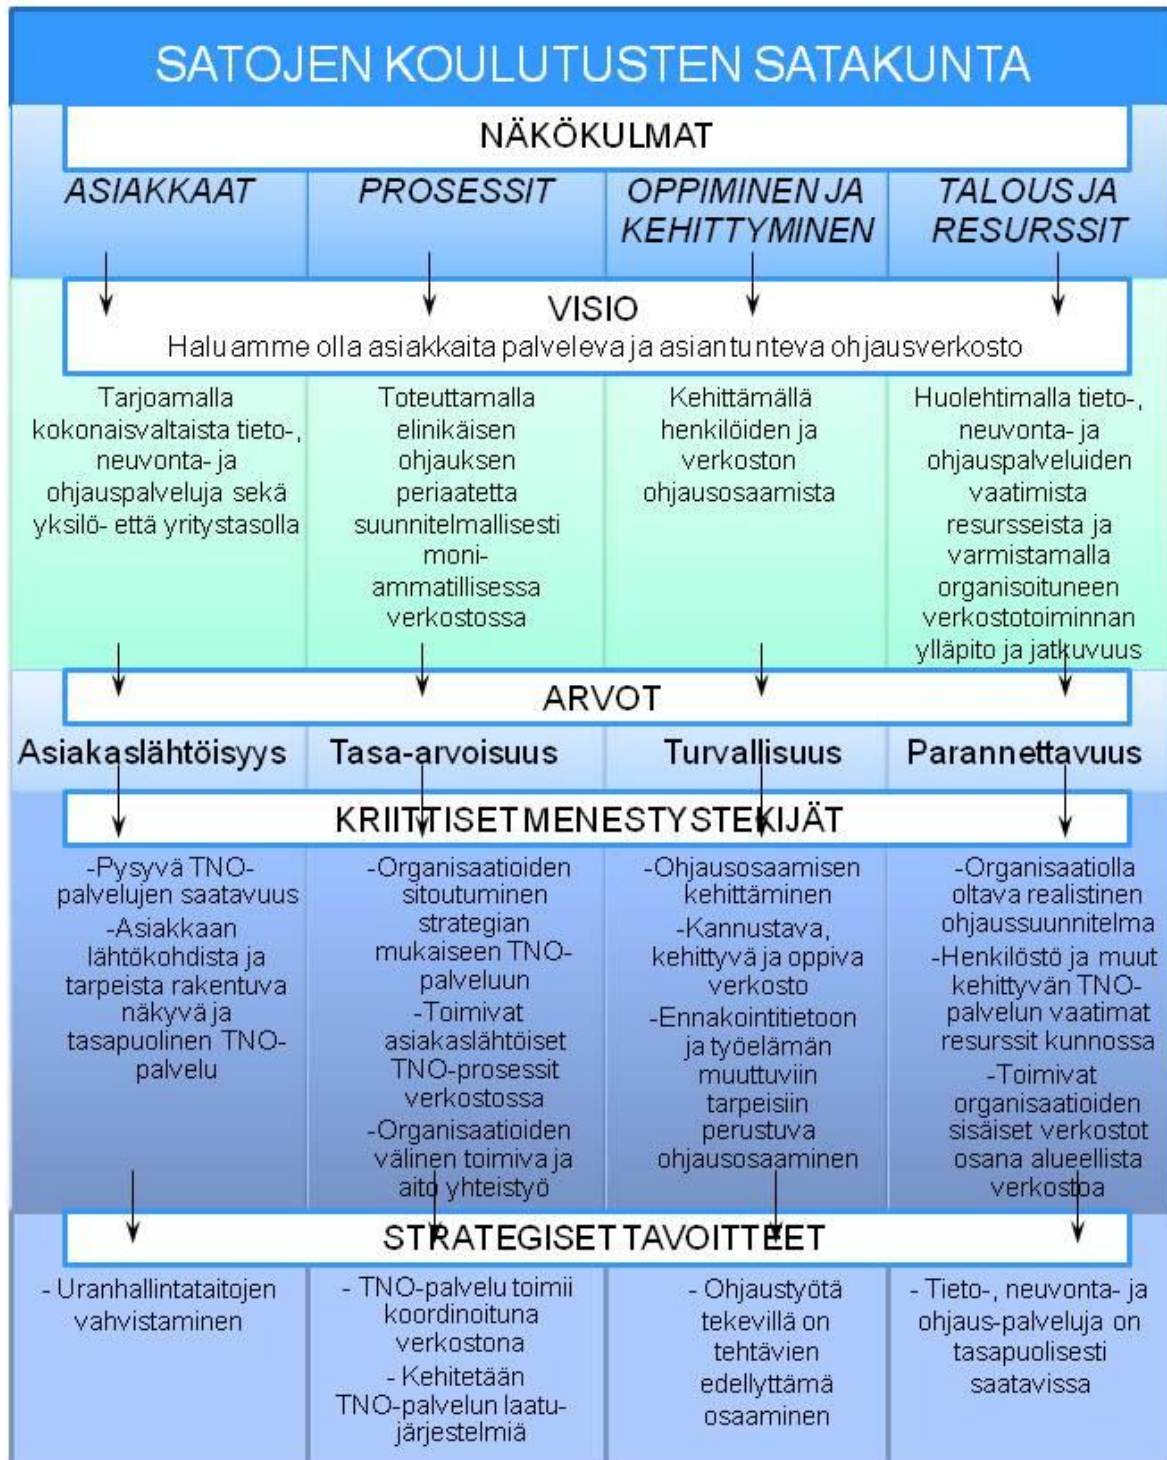 SATOJEN KOULUTUSTEN SATAKUNTA
NÄKÖKULMAT
ASIAKKAAT
PROSESSIT
OPPIMINEN JA
KEHITTYMINEN
TALOUS JA
RESURSSIT
VISIO
Haluamme olla asiakkaita palveleva ja asiantunteva ohjausverkosto
Tarjoamalla
kokonaisvaltaista tieto-,
neuvonta- ja
ohjauspalveluja sekä
yksilö- että yritystasolla
Toteuttamalla
elinikäisen
ohjauksen
periaatetta
suunnitelmallisesti
moni-
ammatillisessa
verkostossa
Kehittämällä
henkilöiden ja
verkoston
ohjausosaamista
Huolehtimalla tieto-,
neuvonta- ja
ohjauspalveluiden
vaatimista
resursseista ja
varmistamalla
organisoituneen
verkostotoiminnan
ylläpito ja jatkuvuus
ARVOT
Asiakaslähtöisyys
Tasa-arvoisuus
Turvallisuus
Parannettavuus
KRIITTISET MENESTYSTEKIJÄT
-Pysyvä TNO-
palvelujen saatavuus
-Asiakkaan
lähtökohdista ja
tarpeista rakentuva
näkyvä ja
tasapuolinen TNO-
palvelu
-Organisaatioiden
sitoutuminen
strategian
mukaiseen TNO-
palveluun
-Toimivat
asiakaslähtöiset
TNO-prosessit
verkostossa
-Organisaatioiden
välinen toimiva ja
aito yhteistyö
-Ohjausosaamisen
kehittäminen
-Kannustava,
kehittyvä ja oppiva
verkosto
-Ennakointitietoon
ja työelämän
muuttuviin
tarpeisiin
perustuva
ohjausosaaminen
-Organisaatiolla
oltava realistinen
ohjaussuunnitelma
-Henkilöstö ja muut
kehittyvän TNO-
palvelun vaatimat
resurssit kunnossa
-Toimivat
organisaatioiden
sisäiset verkostot
osana alueellista
verkostoa
STRATEGISET TAVOITTEET
- Uranhallintataitojen
vahvistaminen
- TNO-palvelu toimii
koordinoituna
verkostona
- Kehitetään
TNO-palvelun laatu-
järjestelmiä
- Ohjaustyötä
tekevillä on
tehtävien
edellyttämä
osaaminen
- Tieto-, neuvonta- ja
ohjaus-palveluja on
tasapuolisesti
saatavissa